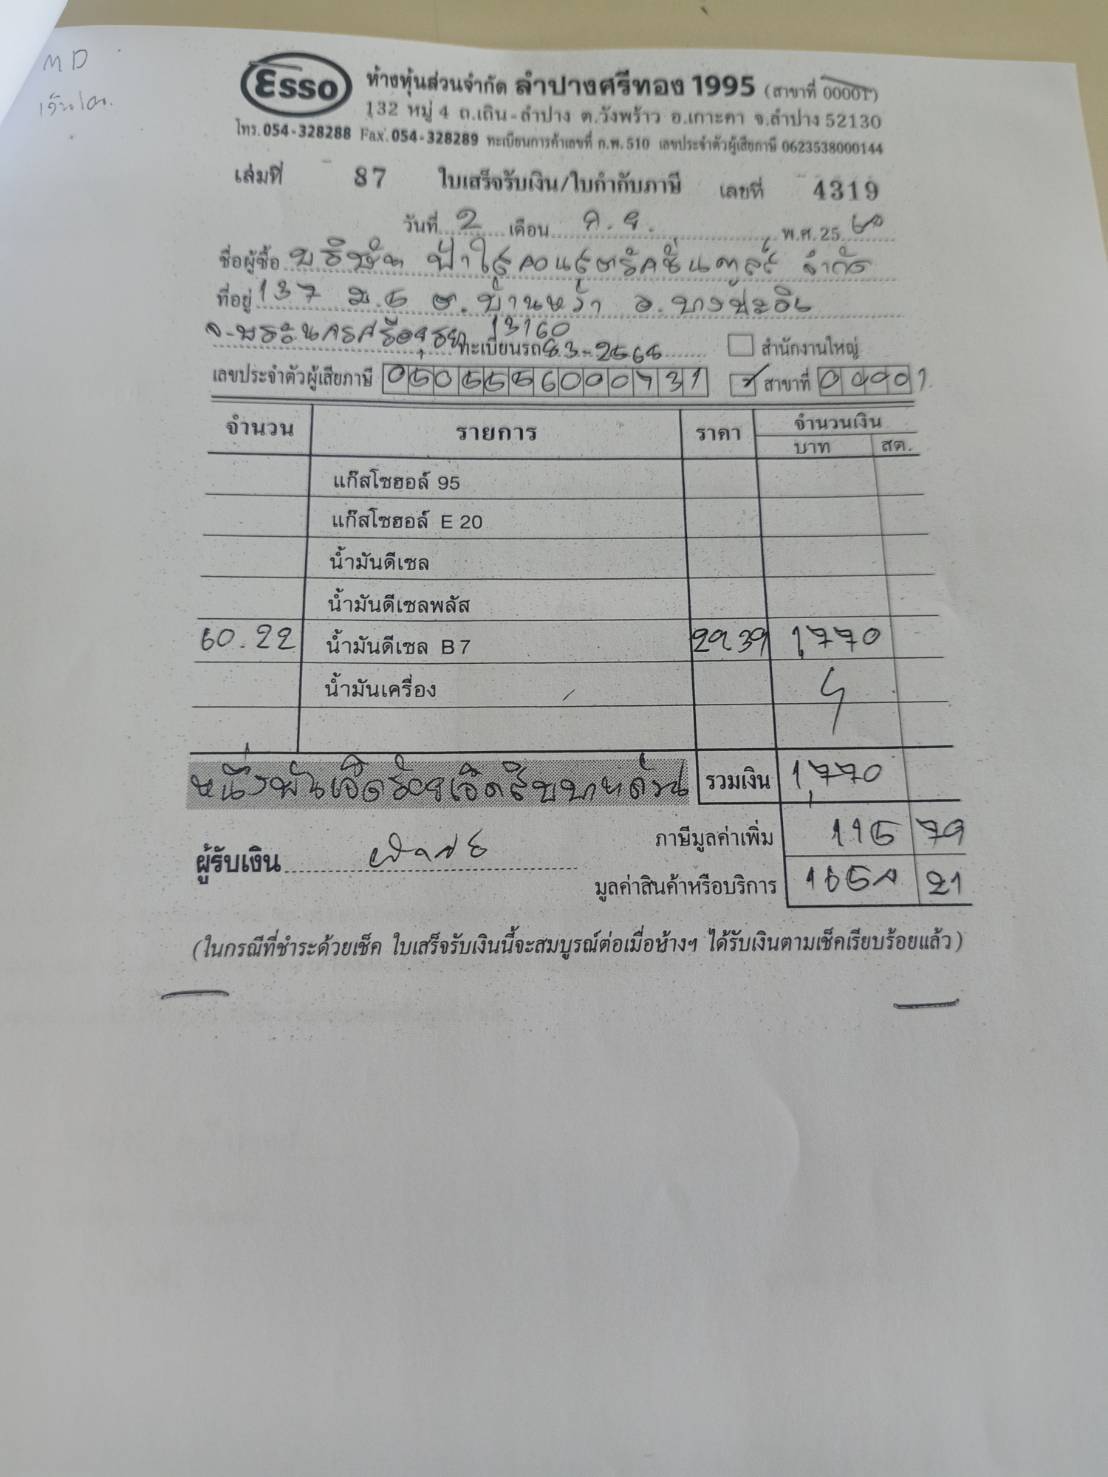 MD
Esso ห้างหุ้นส่วนจำกัด ลำปางศรีทอง 1995 (สาขาที่ 00001)
132 หมู่ 4 ถ.เถิน-ลำปาง ต.วังพร้าว อ.เกาะคา จ.ลำปาง 52130
โทร. 054-328288 Fax. 054-328289 ทะเบียนการค้าเลขที่ ก.พ. 510 เลขประจำตัวผู้เสียภาษี 0623538000144
เล่มที่ 87 ใบเสร็จรับเงิน/ใบกำกับภาษี เลขที่ 4319
วันที่ 2 เดือน ก.ย. พ.ศ. 25
ชื่อผู้ซื้อ บริษัท ฟ้าใสคอนสตรัคชั่นทูลส์ จำกัด
ที่อยู่ 137 ม.5 ต.บ้านหว้า อ.บางปะอิน
จ.พระนครศรีอยุธยา 13160
ทะเบียนรถ 83-2565 สำนักงานใหญ่
เลขประจำตัวผู้เสียภาษี 0505556000731 สาขาที่ 00001
จำนวน รายการ ราคา จำนวนเงิน
บาท สต.
แก๊สโซฮอล์ 95
แก๊สโซฮอล์ E 20
น้ำมันดีเซล
น้ำมันดีเซลพลัส
60.22 น้ำมันดีเซล B7 29.39 1,770
น้ำมันเครื่อง
หนึ่งพันเจ็ดร้อยเจ็ดสิบบาทถ้วน รวมเงิน 1,770
ภาษีมูลค่าเพิ่ม 115 79
ผู้รับเงิน
มูลค่าสินค้าหรือบริการ 1654 21
(ในกรณีที่ชำระด้วยเช็ค ใบเสร็จรับเงินนี้จะสมบูรณ์ต่อเมื่อห้างฯ ได้รับเงินตามเช็คเรียบร้อยแล้ว)